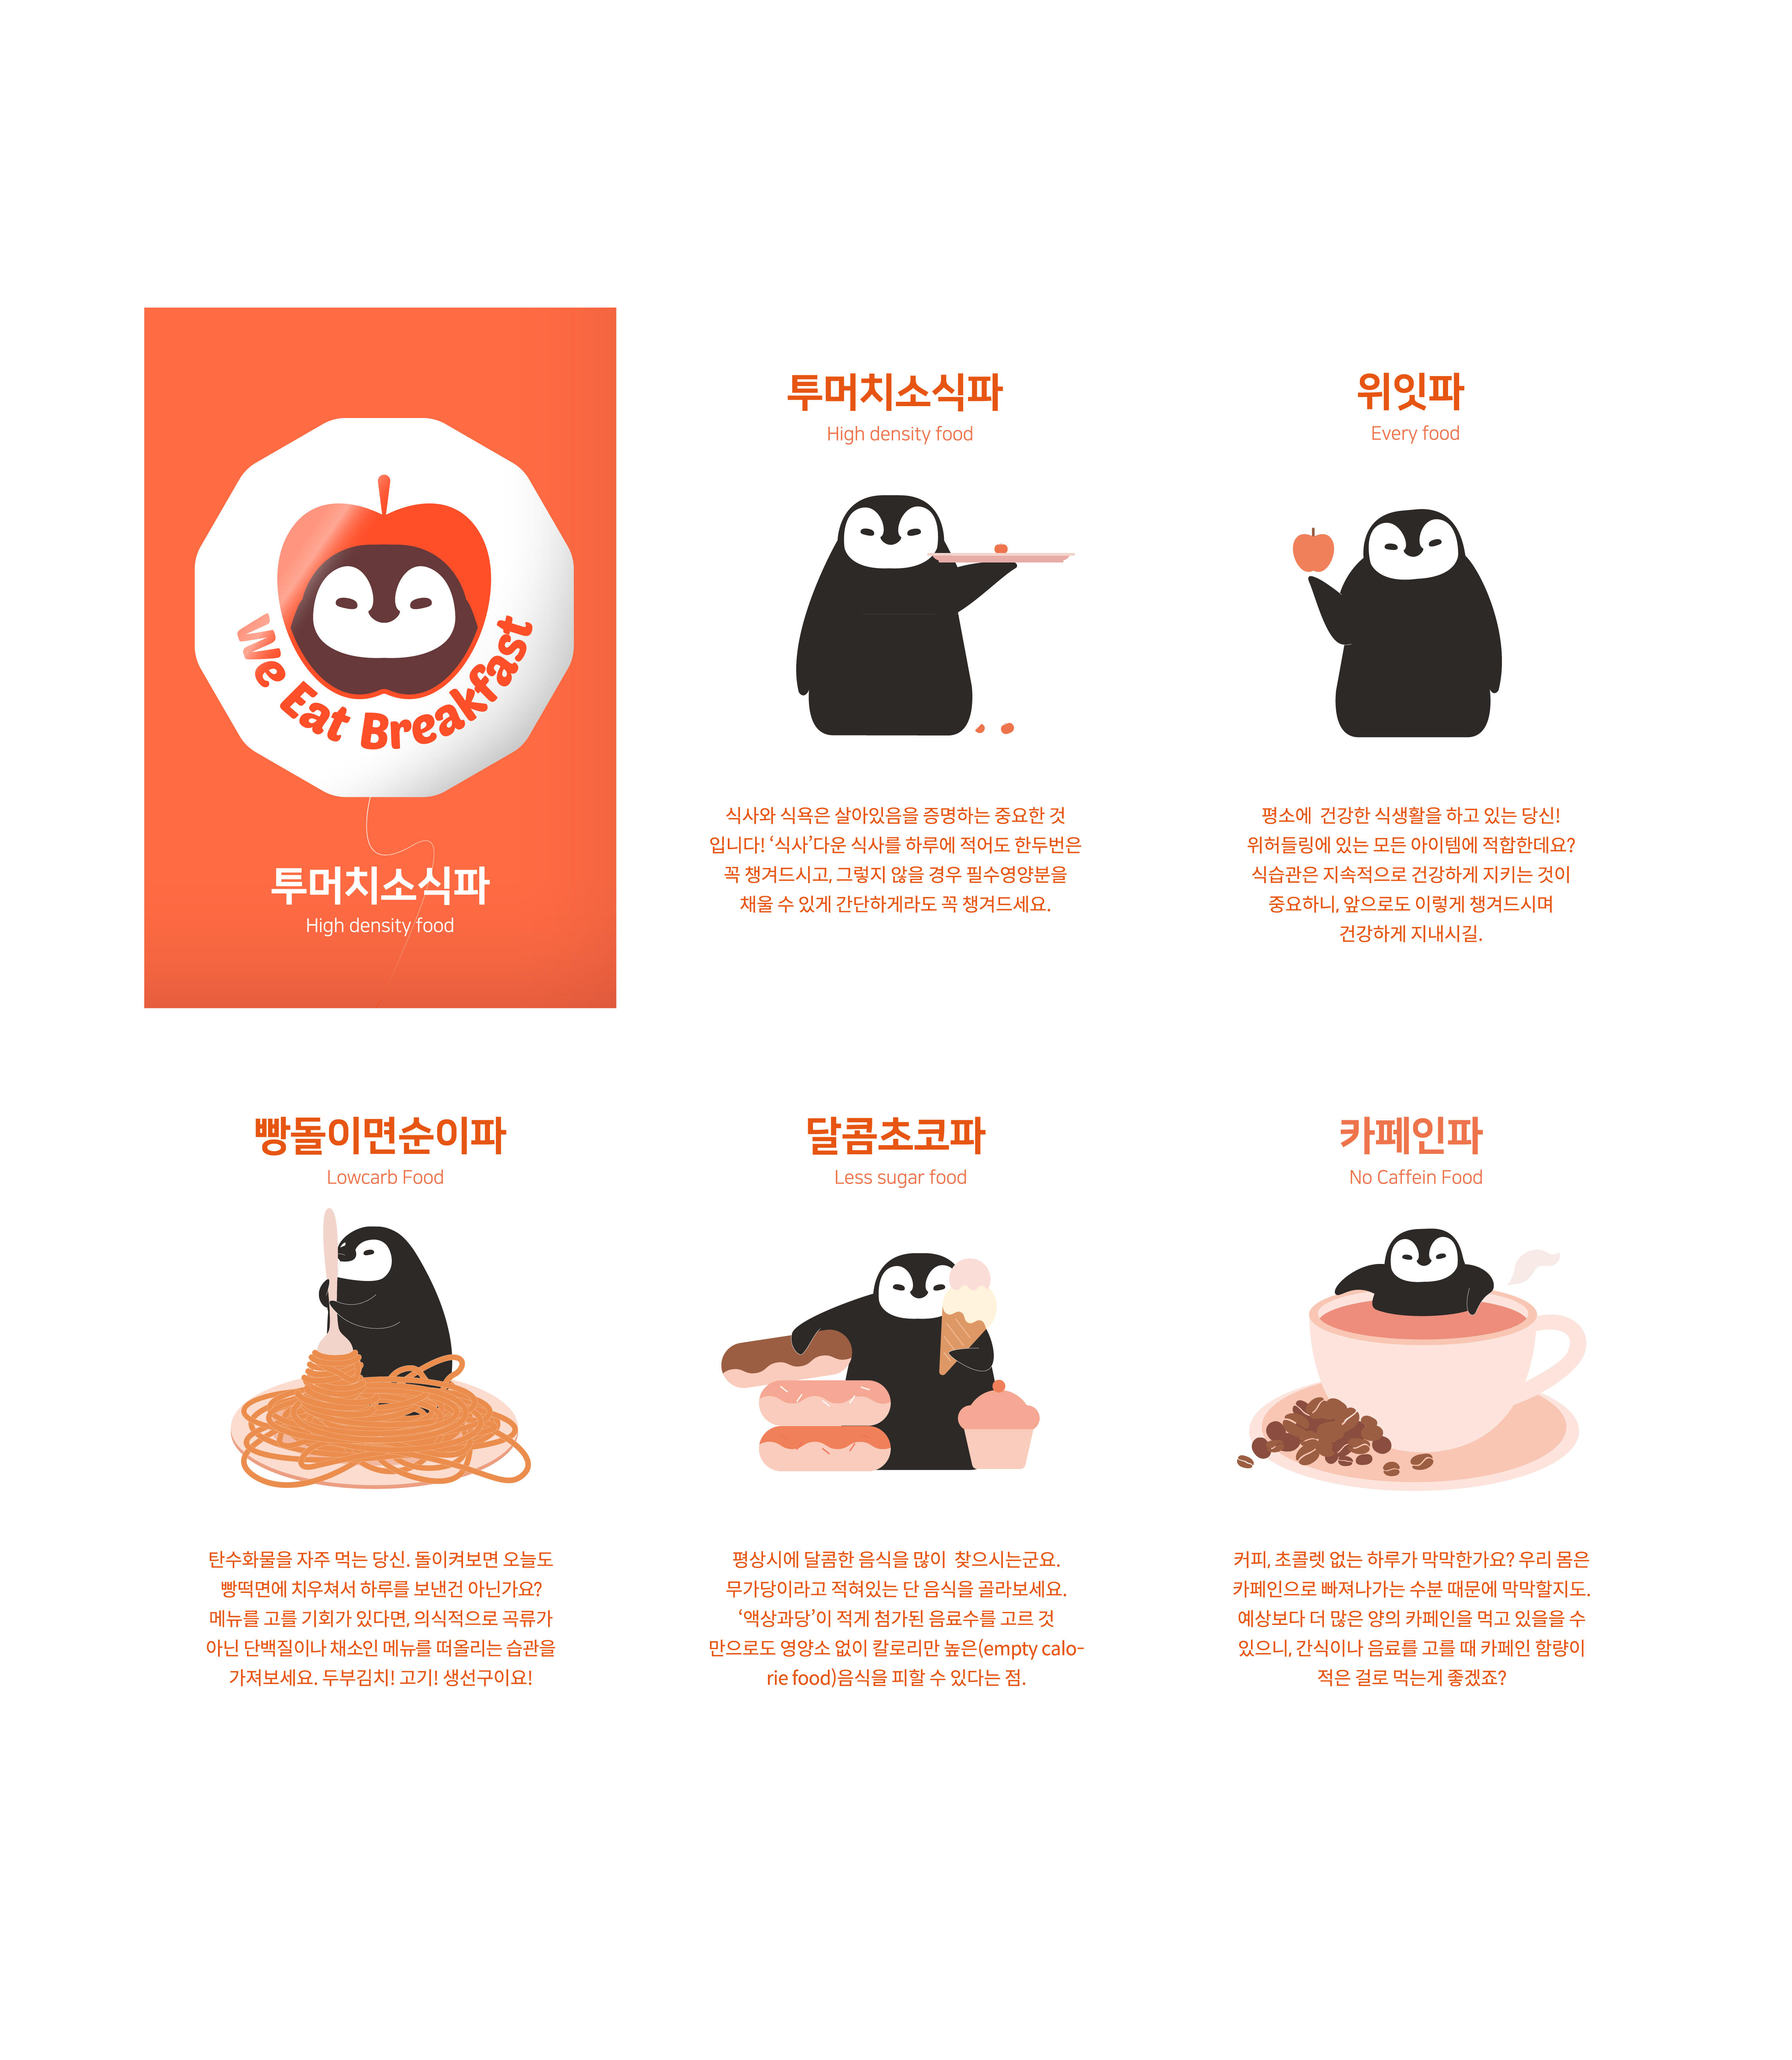 We Eat Breakfast
투머치소식파
High density food
투머치소식파
High density food
식사와 식욕은 살아있음을 증명하는 중요한 것
입니다! ‘식사’다운 식사를 하루에 적어도 한두번은
꼭 챙겨드시고, 그렇지 않을 경우 필수영양분을
채울 수 있게 간단하게라도 꼭 챙겨드세요.
위잇파
Every food
평소에  건강한 식생활을 하고 있는 당신!
위허들링에 있는 모든 아이템에 적합한데요?
식습관은 지속적으로 건강하게 지키는 것이
중요하니, 앞으로도 이렇게 챙겨드시며
건강하게 지내시길.
빵돌이면순이파
Lowcarb Food
탄수화물을 자주 먹는 당신. 돌이켜보면 오늘도
빵떡면에 치우쳐서 하루를 보낸건 아닌가요?
메뉴를 고를 기회가 있다면, 의식적으로 곡류가
아닌 단백질이나 채소인 메뉴를 떠올리는 습관을
가져보세요. 두부김치! 고기! 생선구이요!
달콤초코파
Less sugar food
평상시에 달콤한 음식을 많이  찾으시는군요.
무가당이라고 적혀있는 단 음식을 골라보세요.
‘액상과당’이 적게 첨가된 음료수를 고르 것
만으로도 영양소 없이 칼로리만 높은(empty calo-
rie food)음식을 피할 수 있다는 점.
카페인파
No Caffein Food
커피, 초콜렛 없는 하루가 막막한가요? 우리 몸은
카페인으로 빠져나가는 수분 때문에 막막할지도.
예상보다 더 많은 양의 카페인을 먹고 있을을 수
있으니, 간식이나 음료를 고를 때 카페인 함량이
적은 걸로 먹는게 좋겠죠?